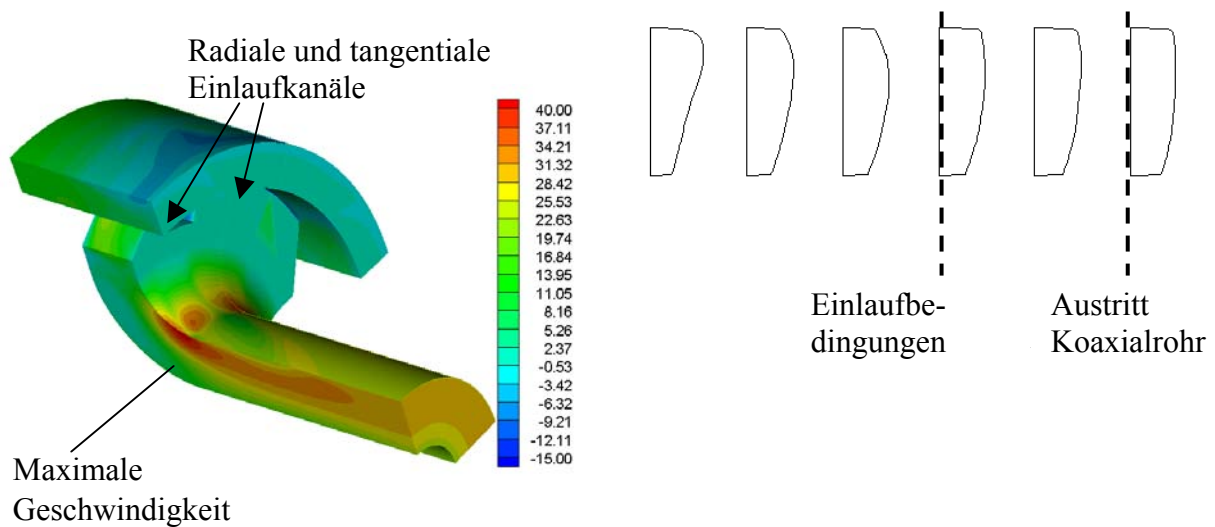 Radiale und tangentiale
Einlaufkanäle
40.00
37.11
34.21
31.32
28.42
25.53
22.63
19.74
16.84
13.95
11.05
8.16
5.26
2.37
-0.53
-3.42
-6.32
-9.21
-12.11
-15.00
Maximale
Geschwindigkeit
Einlaufbe-
dingungen
Austritt
Koaxialrohr